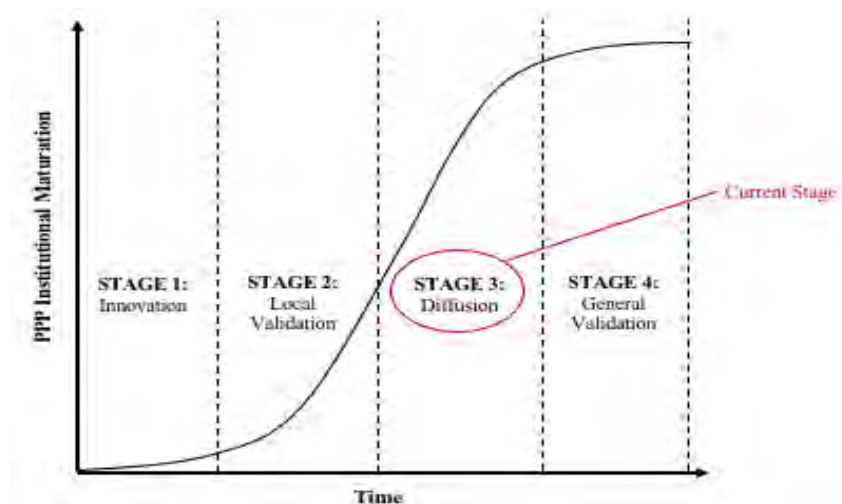 PPP Institutional Maturation
Current Stage
STAGE 1:
Innovation
STAGE 2:
Local
Validation
STAGE 3:
Diffusion
STAGE 4:
General
Validation
Time